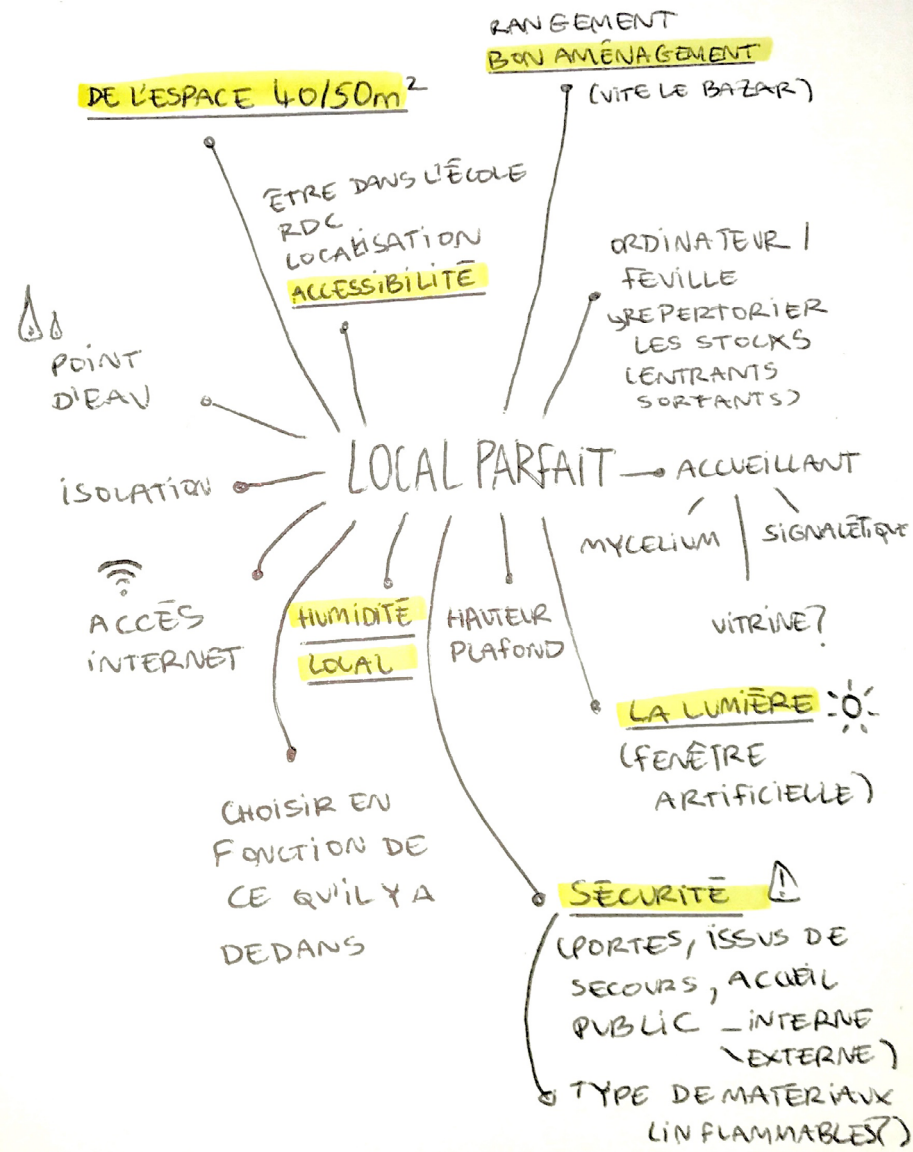 RANGEMENT
BON AMÉNAGEMENT
(VITE LE BAZAR)
DE L'ESPACE 40/50m²
ÊTRE DANS L'ÉCOLE
RDC
LOCALISATION
ACCESSIBILITÉ
ORDINATEUR /
FEUILLE
↳REPERTORIER
LES STOCKS
(ENTRANTS
SORTANTS)
POINT
D'EAU
LOCAL PARFAIT
ACCUEILLANT
MYCELIUM
SIGNALÉTIQUE
VITRINE?
ISOLATION
ACCÉS
INTERNET
HUMIDITÉ
LOCAL
HAUTEUR
PLAFOND
LA LUMIÈRE
(FENÊTRE
ARTIFICIELLE)
CHOISIR EN
FONCTION DE
CE QU'IL Y A
DEDANS
SÉCURITÉ
(PORTES, ISSUS DE
SECOURS, ACCUEIL
PUBLIC _ INTERNE
\EXTERNE)
TYPE DE MATÉRIAUX
(INFLAMMABLES?)